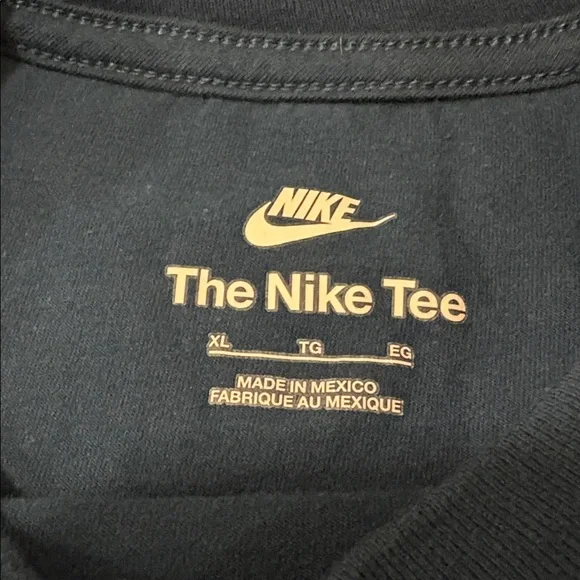 NIKE
The Nike Tee
XL TG EG
MADE IN MEXICO
FABRIQUE AU MEXIQUE